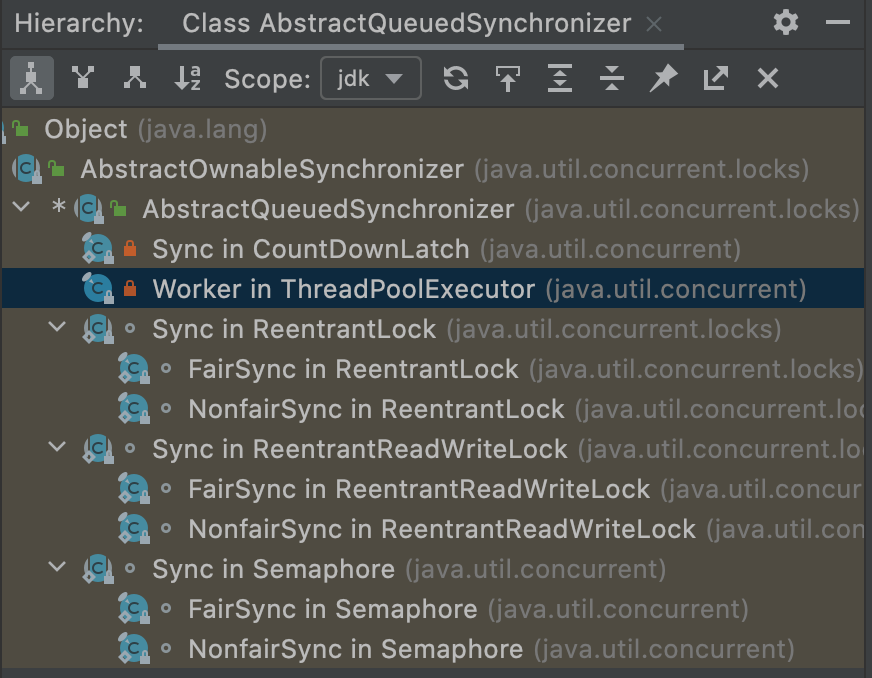 Hierarchy: Class AbstractQueuedSynchronizer
Scope: jdk
Object (java.lang)
AbstractOwnableSynchronizer (java.util.concurrent.locks)
* AbstractQueuedSynchronizer (java.util.concurrent.locks)
Sync in CountDownLatch (java.util.concurrent)
Worker in ThreadPoolExecutor (java.util.concurrent)
Sync in ReentrantLock (java.util.concurrent.locks)
FairSync in ReentrantLock (java.util.concurrent.locks)
NonfairSync in ReentrantLock (java.util.concurrent.loc
Sync in ReentrantReadWriteLock (java.util.concurrent.lo
FairSync in ReentrantReadWriteLock (java.util.concur
NonfairSync in ReentrantReadWriteLock (java.util.con
Sync in Semaphore (java.util.concurrent)
FairSync in Semaphore (java.util.concurrent)
NonfairSync in Semaphore (java.util.concurrent)